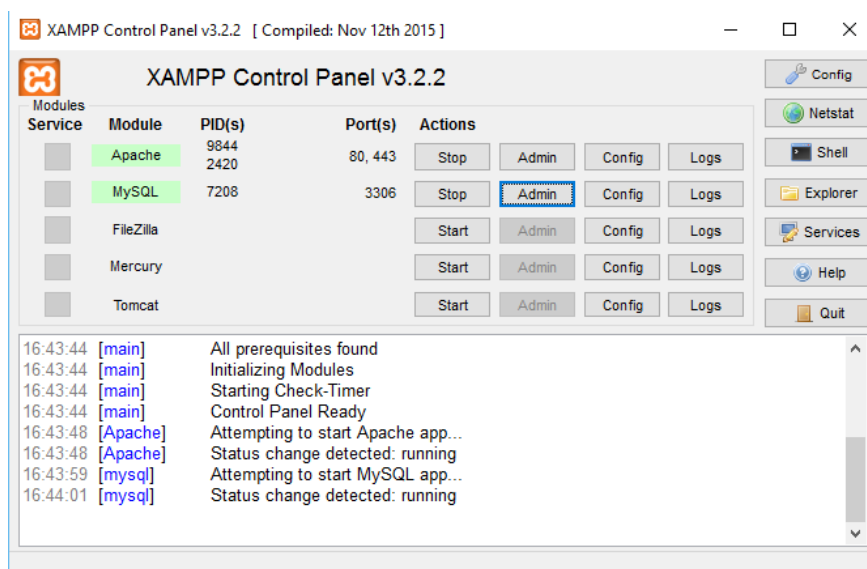 XAMPP Control Panel v3.2.2 [ Compiled: Nov 12th 2015 ]
XAMPP Control Panel v3.2.2
Config
Modules
Service Module PID(s) Port(s) Actions
Netstat
Apache 9844 2420 80, 443 Stop Admin Config Logs
Shell
MySQL 7208 3306 Stop Admin Config Logs
Explorer
FileZilla Start Admin Config Logs
Services
Mercury Start Admin Config Logs
Help
Tomcat Start Admin Config Logs
Quit
16:43:44 [main] All prerequisites found
16:43:44 [main] Initializing Modules
16:43:44 [main] Starting Check-Timer
16:43:44 [main] Control Panel Ready
16:43:48 [Apache] Attempting to start Apache app...
16:43:48 [Apache] Status change detected: running
16:43:59 [mysql] Attempting to start MySQL app...
16:44:01 [mysql] Status change detected: running